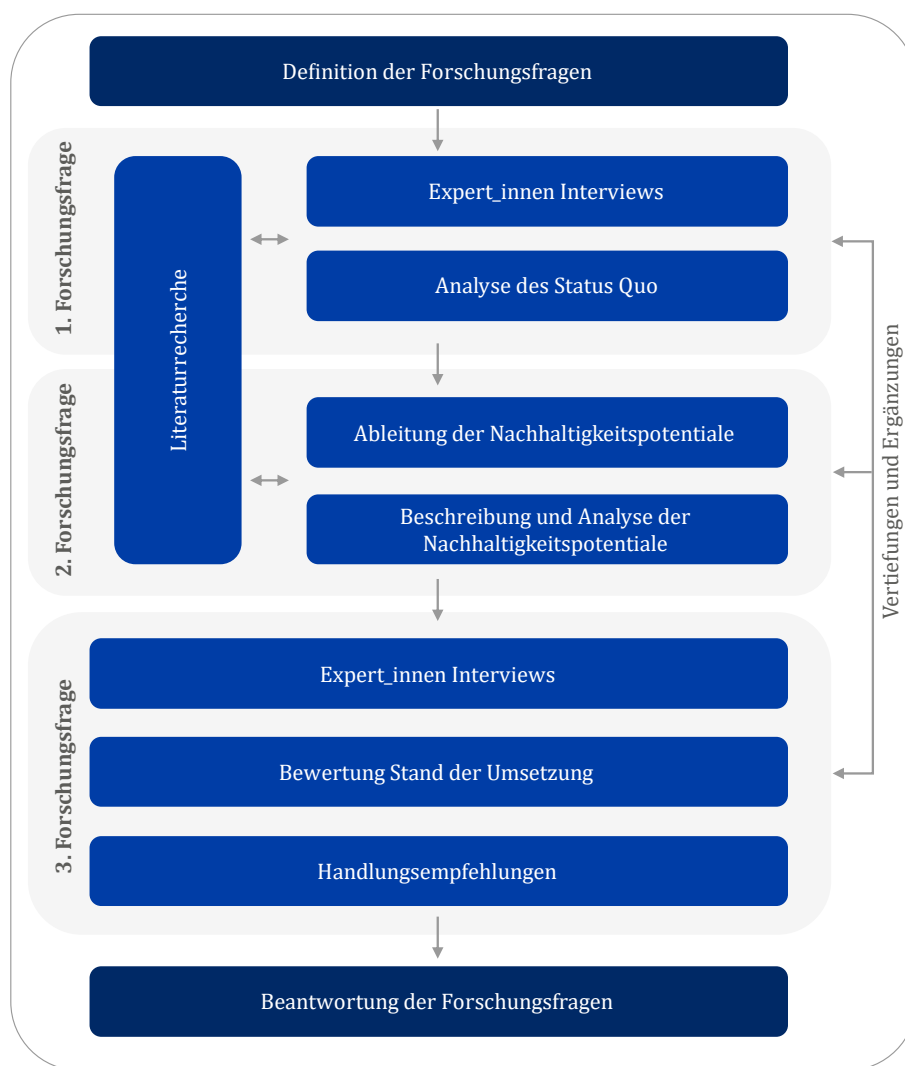 Definition der Forschungsfragen
1. Forschungsfrage
Literaturrecherche
Expert_innen Interviews
Analyse des Status Quo
2. Forschungsfrage
Ableitung der Nachhaltigkeitspotentiale
Beschreibung und Analyse der
Nachhaltigkeitspotentiale
3. Forschungsfrage
Expert_innen Interviews
Bewertung Stand der Umsetzung
Handlungsempfehlungen
Vertiefungen und Ergänzungen
Beantwortung der Forschungsfragen